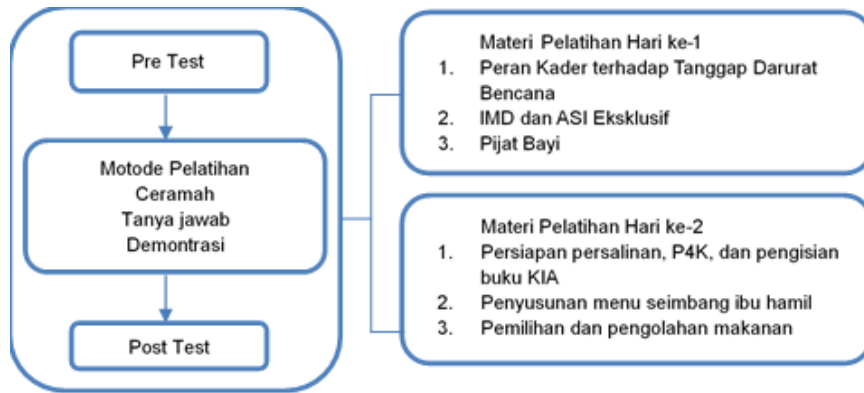 Pre Test
Motode Pelatihan
Ceramah
Tanya jawab
Demontrasi
Post Test
Materi Pelatihan Hari ke-1
1. Peran Kader terhadap Tanggap Darurat
Bencana
2. IMD dan ASI Eksklusif
3. Pijat Bayi
Materi Pelatihan Hari ke-2
1. Persiapan persalinan, P4K, dan pengisian
buku KIA
2. Penyusunan menu seimbang ibu hamil
3. Pemilihan dan pengolahan makanan